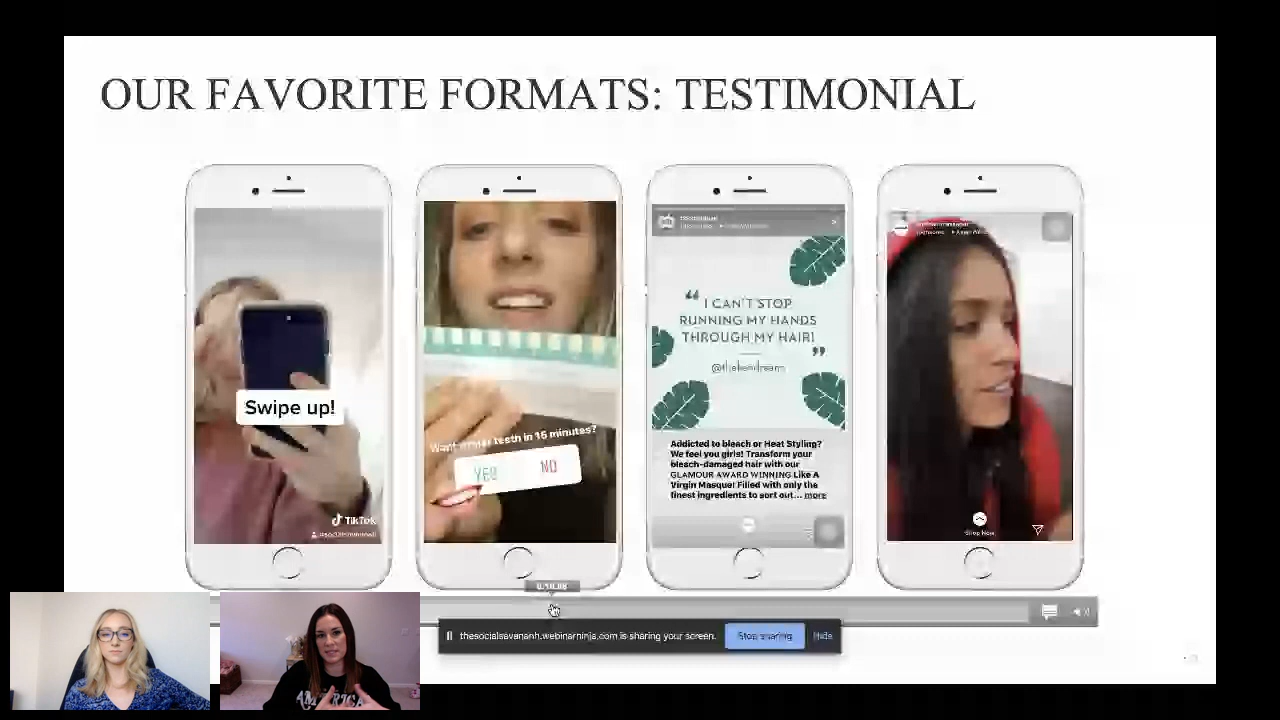 OUR FAVORITE FORMATS: TESTIMONIAL
Swipe up!
TikTok
Want whiter teeth in 15 minutes?
YES
NO
“ I CAN'T STOP
RUNNING MY HANDS
THROUGH MY HAIR! ”
Addicted to bleach or Heat Styling?
We feel you girls! Transform your
bleach-damaged hair with our
GLAMOUR AWARD WINNING Like A
Virgin Masque! Filled with only the
finest ingredients to sort out... more
Shop Now
thesocialsavannah.webinarninja.com is sharing your screen.
Stop sharing
Hide